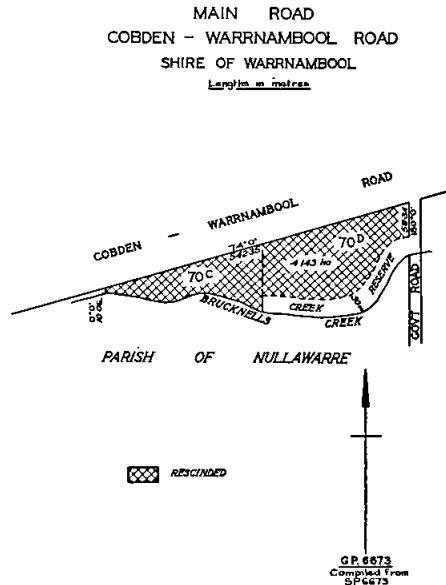 MAIN ROAD
COBDEN - WARRNAMBOOL ROAD
SHIRE OF WARRNAMBOOL
Lengths in metres
COBDEN - WARRNAMBOOL ROAD
74°0'
542·35
70C
70D
4·143 ha
CREEK RESERVE
BRUCKNELLS CREEK
GOVT ROAD
PARISH OF NULLAWARRE
RESCINDED
G.P. 6673
Compiled from
SP6673